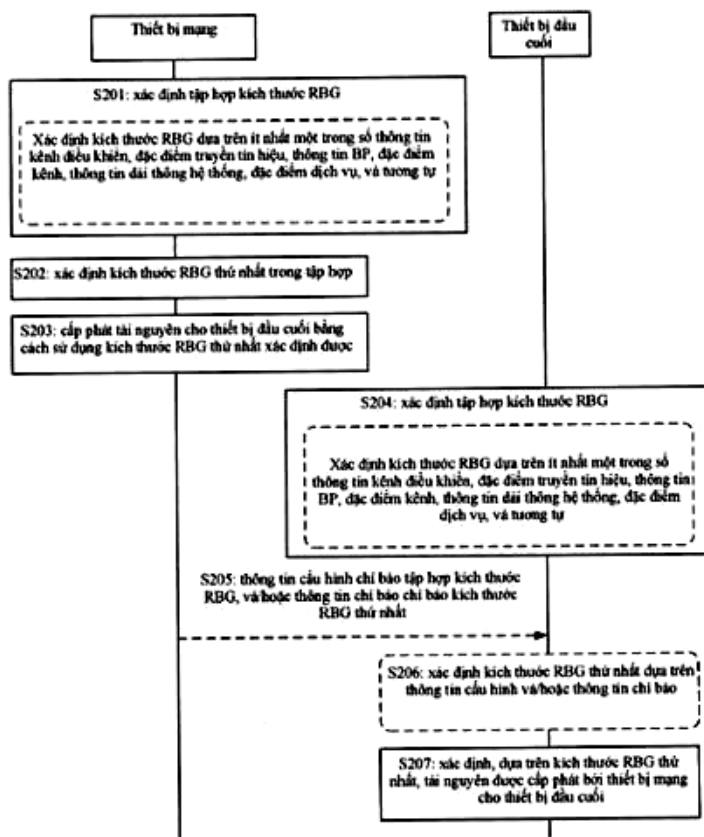 Thiết bị mạng
Thiết bị đầu
cuối
S201: xác định tập hợp kích thước RBG
Xác định kích thước RBG dựa trên ít nhất một trong số thông tin
kênh điều khiển, đặc điểm truyền tín hiệu, thông tin BP, đặc điểm
kênh, thông tin dải thông hệ thống, đặc điểm dịch vụ, và tương tự
S202: xác định kích thước RBG thứ nhất trong tập hợp
S203: cấp phát tài nguyên cho thiết bị đầu cuối bằng
cách sử dụng kích thước RBG thứ nhất xác định được
S204: xác định tập hợp kích thước RBG
Xác định kích thước RBG dựa trên ít nhất một trong số
thông tin kênh điều khiển, đặc điểm truyền tín hiệu, thông tin
BP, đặc điểm kênh, thông tin dải thông hệ thống, đặc điểm
dịch vụ, và tương tự
S205: thông tin cấu hình chỉ báo tập hợp kích thước
RBG, và/hoặc thông tin chỉ báo chỉ báo kích thước
RBG thứ nhất
S206: xác định kích thước RBG thứ nhất dựa trên
thông tin cấu hình và/hoặc thông tin chỉ báo
S207: xác định, dựa trên kích thước RBG thứ
nhất, tài nguyên được cấp phát bởi thiết bị mạng
cho thiết bị đầu cuối